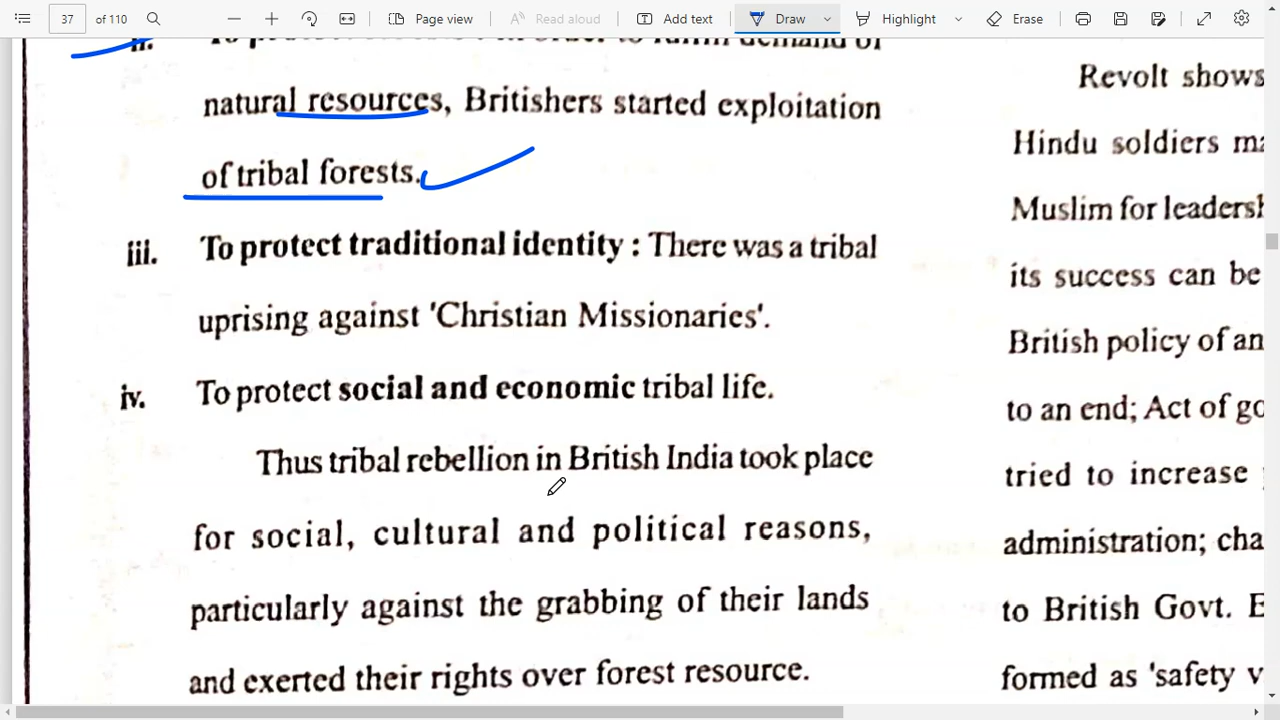 37 of 110 Page view Read aloud Add text Draw Highlight Erase
ii. demand of
natural resources, Britishers started exploitation
of tribal forests.
iii. To protect traditional identity : There was a tribal
uprising against 'Christian Missionaries'.
iv. To protect social and economic tribal life.
Thus tribal rebellion in British India took place
for social, cultural and political reasons,
particularly against the grabbing of their lands
and exerted their rights over forest resource.
Revolt shows
Hindu soldiers
Muslim for
its success can be
British policy of
to an end; Act of
tried to increase
administration;
to British Govt.
formed as 'safety